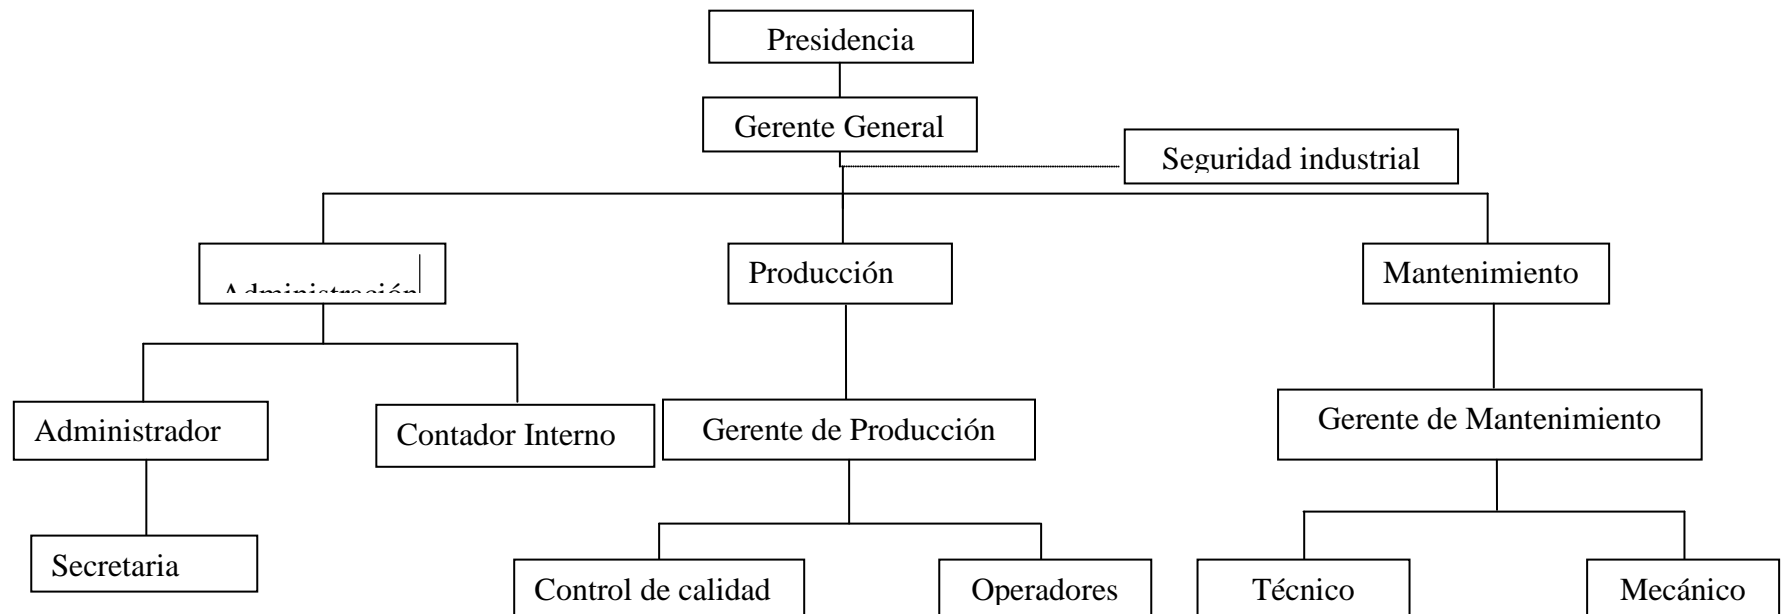 Presidencia
Gerente General
Seguridad industrial
Administración
Producción
Mantenimiento
Administrador
Contador Interno
Gerente de Producción
Gerente de Mantenimiento
Secretaria
Control de calidad
Operadores
Técnico
Mecánico